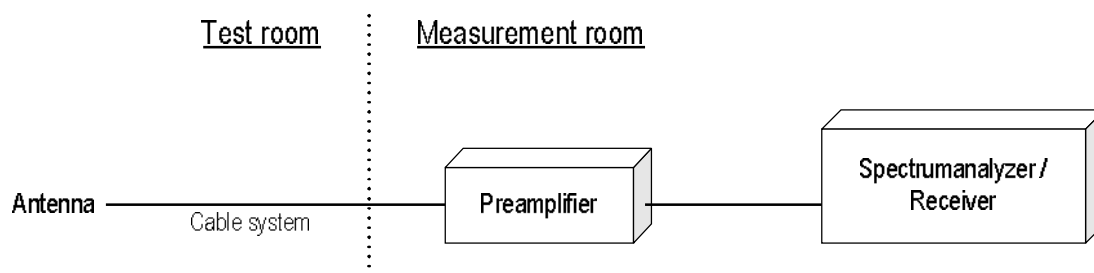 Test room
Measurement room
Antenna
Cable system
Preamplifier
Spectrumanalyzer /
Receiver